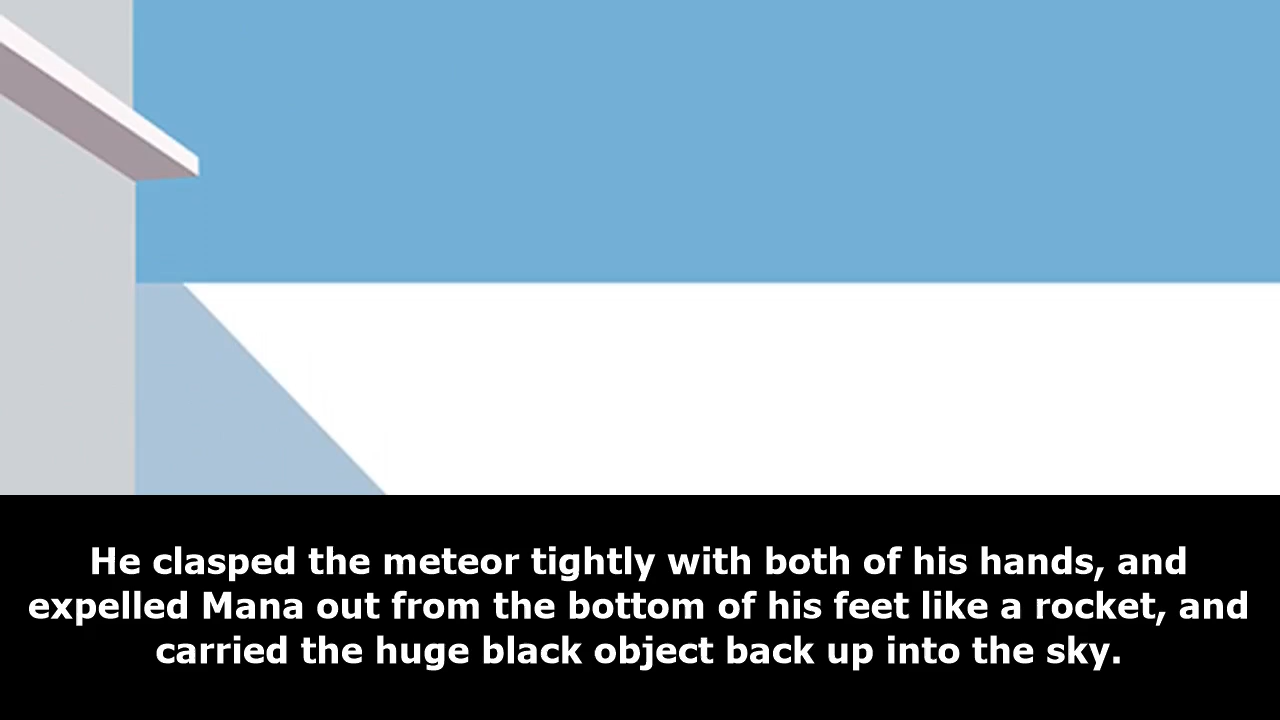 He clasped the meteor tightly with both of his hands, and
expelled Mana out from the bottom of his feet like a rocket, and
carried the huge black object back up into the sky.